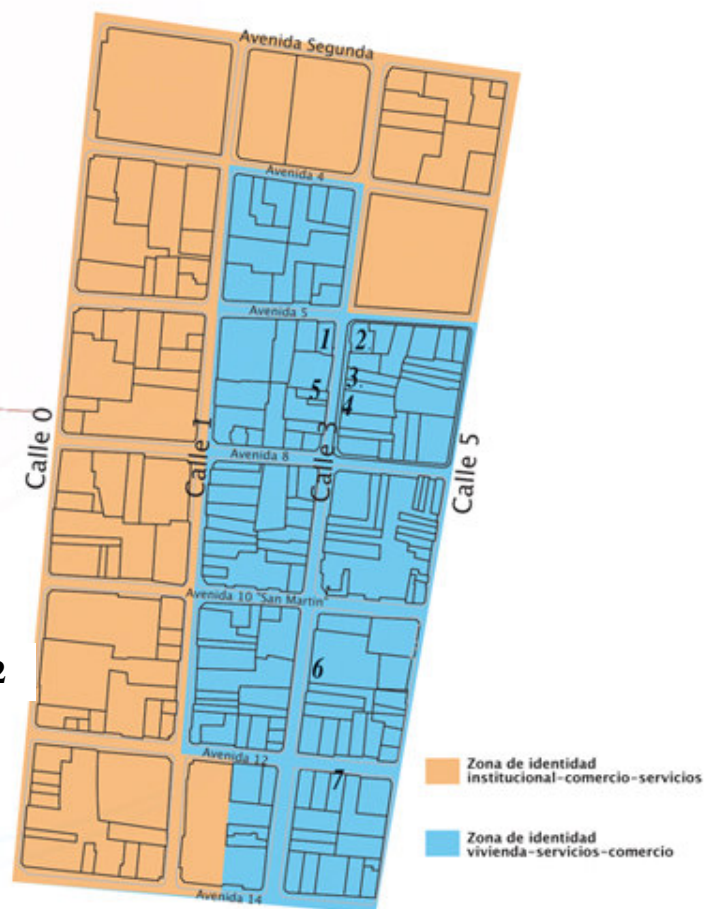 Avenida Segunda
Avenida 4
Avenida 5
1
2
3
5
4
Calle 0
Calle 1
Calle 3
Calle 5
Avenida 8
Avenida 10 "San Martín"
2
6
Avenida 12
7
Avenida 14
Zona de identidad
institucional-comercio-servicios
Zona de identidad
vivienda-servicios-comercio